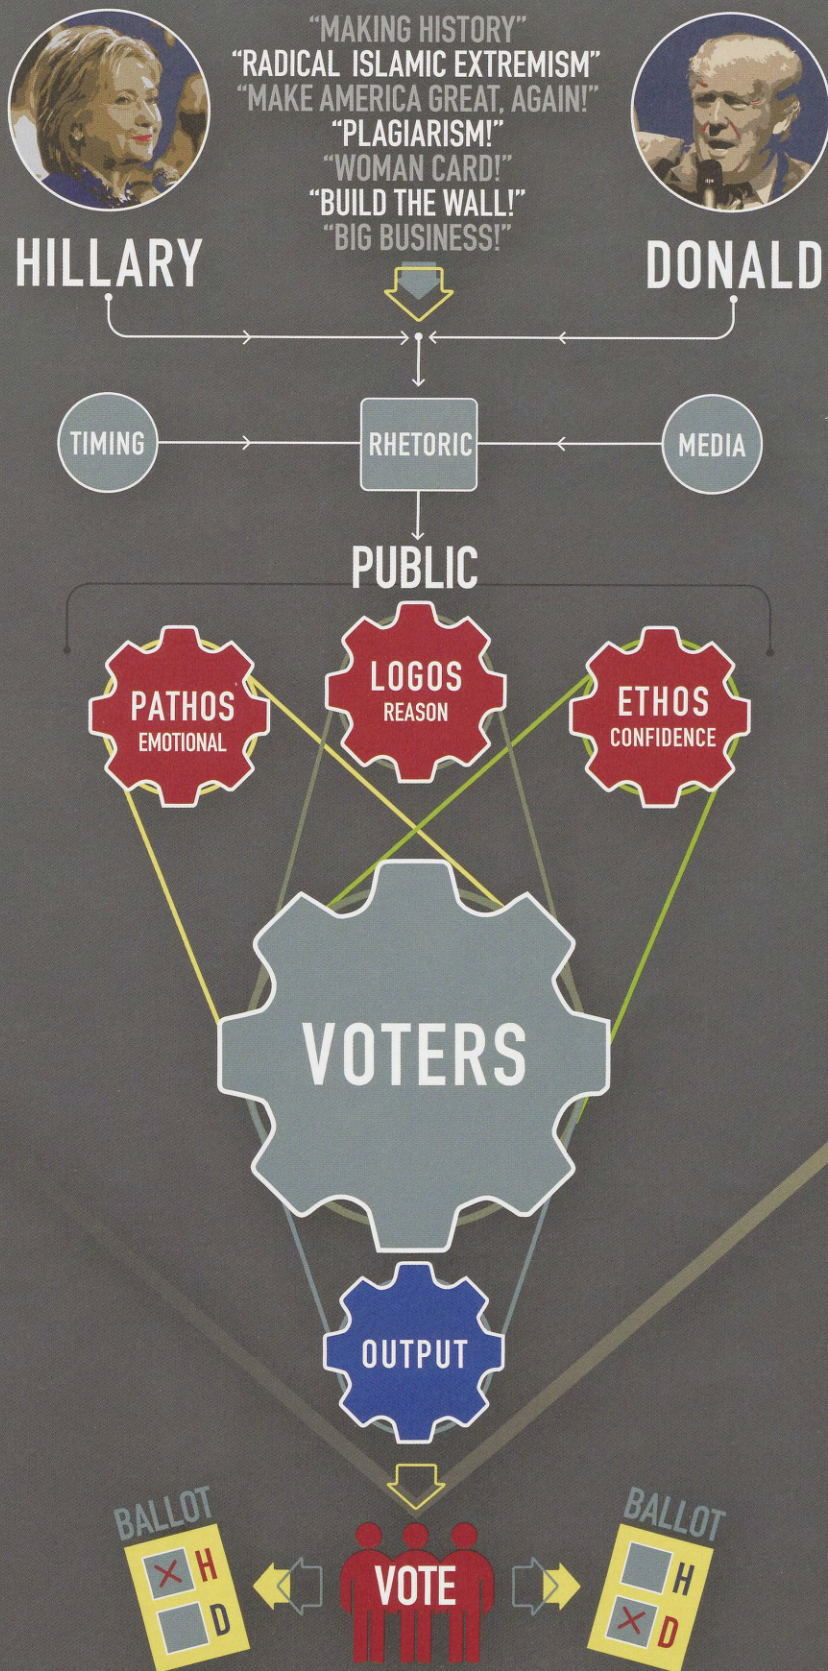 “MAKING HISTORY”
“RADICAL ISLAMIC EXTREMISM”
“MAKE AMERICA GREAT, AGAIN!”
“PLAGIARISM!”
“WOMAN CARD!”
“BUILD THE WALL!”
“BIG BUSINESS!”
HILLARY
DONALD
TIMING
RHETORIC
MEDIA
PUBLIC
PATHOS
EMOTIONAL
LOGOS
REASON
ETHOS
CONFIDENCE
VOTERS
OUTPUT
BALLOT
H
D
VOTE
BALLOT
H
D